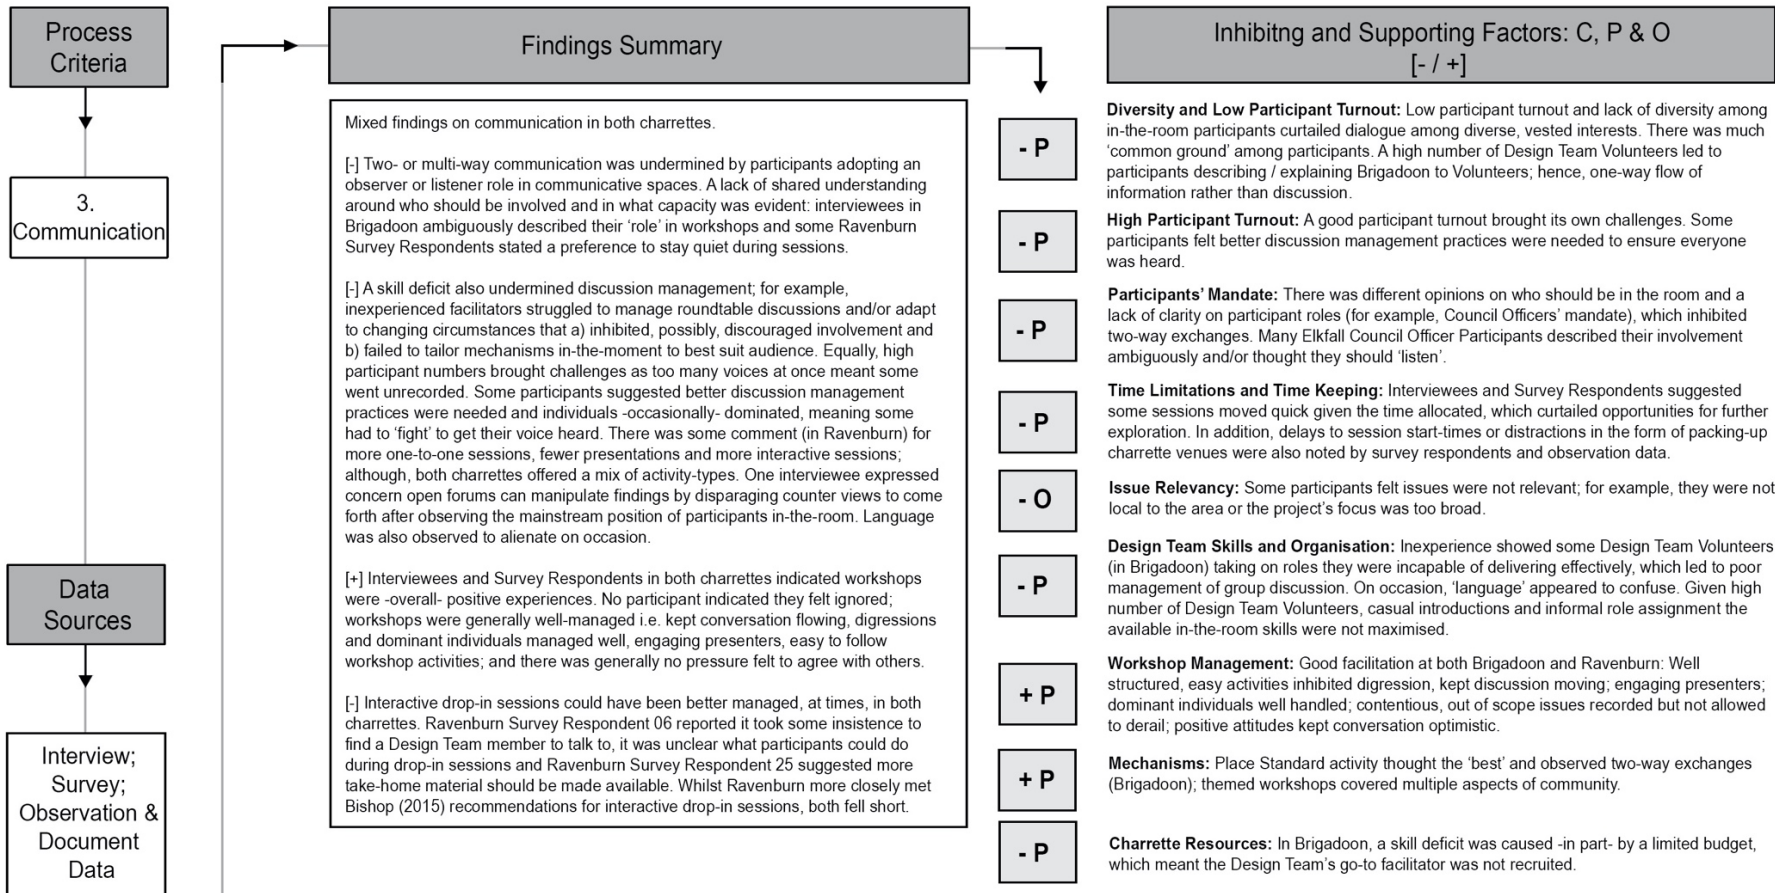 Process
Criteria
3.
Communication
Data
Sources
Interview;
Survey;
Observation &
Document
Data
Findings Summary
Mixed findings on communication in both charrettes.
[-] Two- or multi-way communication was undermined by participants adopting an
observer or listener role in communicative spaces. A lack of shared understanding
around who should be involved and in what capacity was evident: interviewees in
Brigadoon ambiguously described their ‘role’ in workshops and some Ravenburn
Survey Respondents stated a preference to stay quiet during sessions.
[-] A skill deficit also undermined discussion management; for example,
inexperienced facilitators struggled to manage roundtable discussions and/or adapt
to changing circumstances that a) inhibited, possibly, discouraged involvement and
b) failed to tailor mechanisms in-the-moment to best suit audience. Equally, high
participant numbers brought challenges as too many voices at once meant some
went unrecorded. Some participants suggested better discussion management
practices were needed and individuals -occasionally- dominated, meaning some
had to ‘fight’ to get their voice heard. There was some comment (in Ravenburn) for
more one-to-one sessions, fewer presentations and more interactive sessions;
although, both charrettes offered a mix of activity-types. One interviewee expressed
concern open forums can manipulate findings by disparaging counter views to come
forth after observing the mainstream position of participants in-the-room. Language
was also observed to alienate on occasion.
[+] Interviewees and Survey Respondents in both charrettes indicated workshops
were -overall- positive experiences. No participant indicated they felt ignored;
workshops were generally well-managed i.e. kept conversation flowing, digressions
and dominant individuals managed well, engaging presenters, easy to follow
workshop activities; and there was generally no pressure felt to agree with others.
[-] Interactive drop-in sessions could have been better managed, at times, in both
charrettes. Ravenburn Survey Respondent 06 reported it took some insistence to
find a Design Team member to talk to, it was unclear what participants could do
during drop-in sessions and Ravenburn Survey Respondent 25 suggested more
take-home material should be made available. Whilst Ravenburn more closely met
Bishop (2015) recommendations for interactive drop-in sessions, both fell short.
Inhibitng and Supporting Factors: C, P & O
[- / +]
- P
Diversity and Low Participant Turnout: Low participant turnout and lack of diversity among
in-the-room participants curtailed dialogue among diverse, vested interests. There was much
‘common ground’ among participants. A high number of Design Team Volunteers led to
participants describing / explaining Brigadoon to Volunteers; hence, one-way flow of
information rather than discussion.
- P
High Participant Turnout: A good participant turnout brought its own challenges. Some
participants felt better discussion management practices were needed to ensure everyone
was heard.
- P
Participants’ Mandate: There was different opinions on who should be in the room and a
lack of clarity on participant roles (for example, Council Officers’ mandate), which inhibited
two-way exchanges. Many Elkfall Council Officer Participants described their involvement
ambiguously and/or thought they should ‘listen’.
- P
Time Limitations and Time Keeping: Interviewees and Survey Respondents suggested
some sessions moved quick given the time allocated, which curtailed opportunities for further
exploration. In addition, delays to session start-times or distractions in the form of packing-up
charrette venues were also noted by survey respondents and observation data.
- O
Issue Relevancy: Some participants felt issues were not relevant; for example, they were not
local to the area or the project’s focus was too broad.
- P
Design Team Skills and Organisation: Inexperience showed some Design Team Volunteers
(in Brigadoon) taking on roles they were incapable of delivering effectively, which led to poor
management of group discussion. On occasion, ‘language’ appeared to confuse. Given high
number of Design Team Volunteers, casual introductions and informal role assignment the
available in-the-room skills were not maximised.
+ P
Workshop Management: Good facilitation at both Brigadoon and Ravenburn: Well
structured, easy activities inhibited digression, kept discussion moving; engaging presenters;
dominant individuals well handled; contentious, out of scope issues recorded but not allowed
to derail; positive attitudes kept conversation optimistic.
+ P
Mechanisms: Place Standard activity thought the ‘best’ and observed two-way exchanges
(Brigadoon); themed workshops covered multiple aspects of community.
- P
Charrette Resources: In Brigadoon, a skill deficit was caused -in part- by a limited budget,
which meant the Design Team’s go-to facilitator was not recruited.